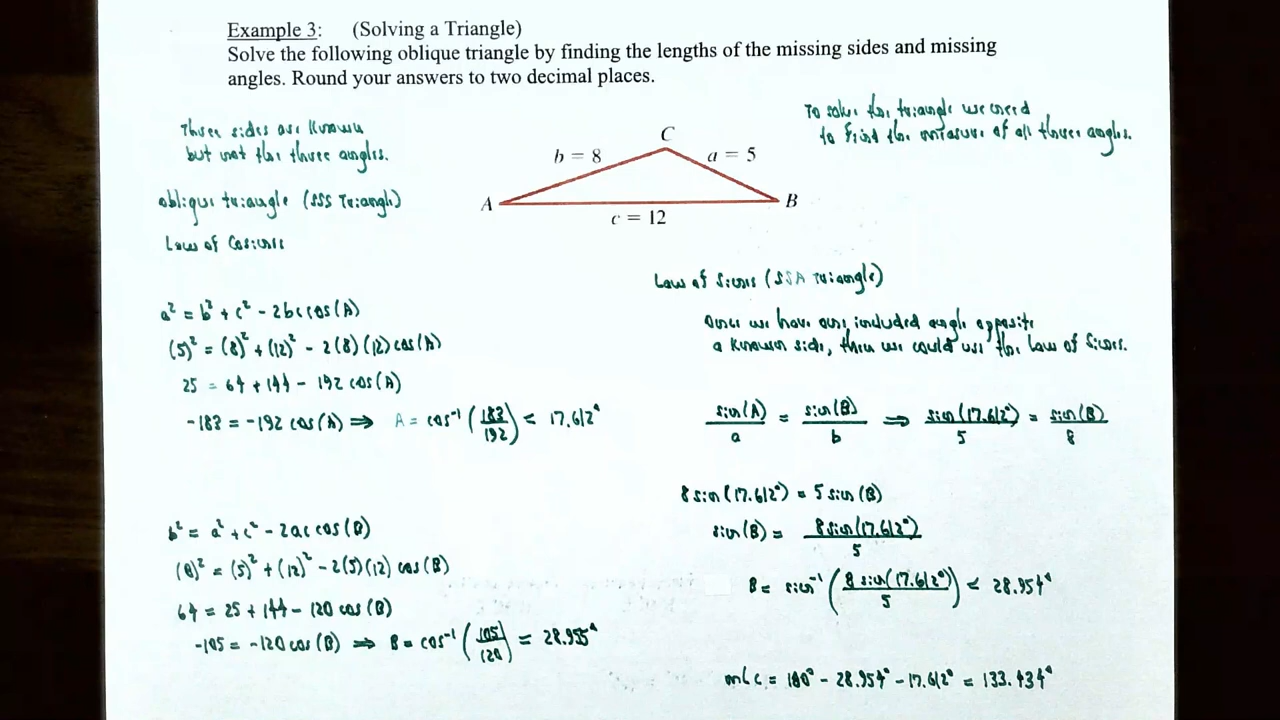 Example 3: (Solving a Triangle)
Solve the following oblique triangle by finding the lengths of the missing sides and missing
angles. Round your answers to two decimal places.
Three sides are known
but not the three angles.
oblique triangle (SSS Triangle)
Law of Cosines
C
b = 8
a = 5
A
B
c = 12
To solve the triangle we need
to find the measure of all three angles.
a² = b² + c² - 2bc cos(A)
(5)² = (8)² + (12)² - 2(8)(12)cos(A)
25 = 64 + 144 - 192 cos(A)
-183 = -192 cos(A) ⇒ A = cos⁻¹(183/192) = 17.612°
b² = a² + c² - 2ac cos(B)
(8)² = (5)² + (12)² - 2(5)(12) cos(B)
64 = 25 + 144 - 120 cos(B)
-105 = -120 cos(B) ⇒ B = cos⁻¹(105/120) = 28.955°
Law of Sines (SSA Triangle)
Once we have one included angle opposite
a known side, then we could use the Law of Sines.
sin(A)/a = sin(B)/b ⇒ sin(17.612°)/5 = sin(B)/8
8 sin(17.612°) = 5 sin(B)
sin(B) = 8 sin(17.612°)/5
B = sin⁻¹(8 sin(17.612°)/5) = 28.954°
m∠C = 180° - 28.954° - 17.612° = 133.434°